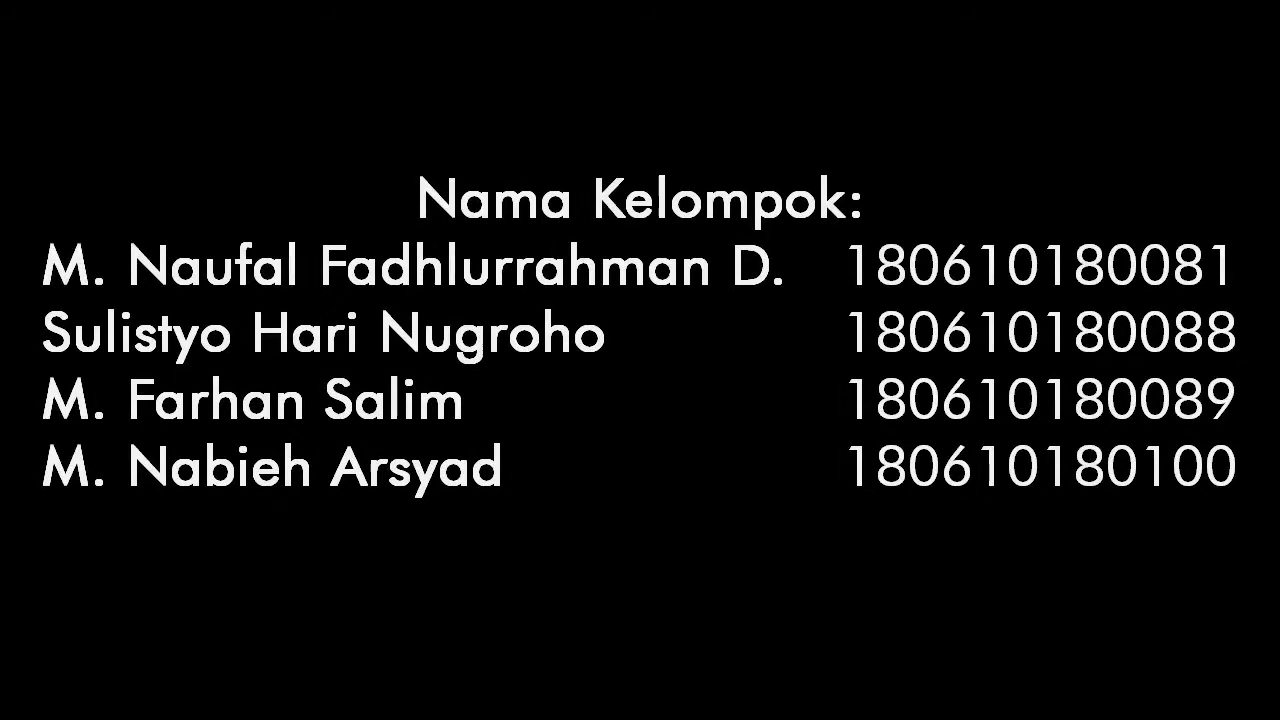 Nama Kelompok:
M. Naufal Fadhlurrahman D. 180610180081
Sulistyo Hari Nugroho 180610180088
M. Farhan Salim 180610180089
M. Nabieh Arsyad 180610180100